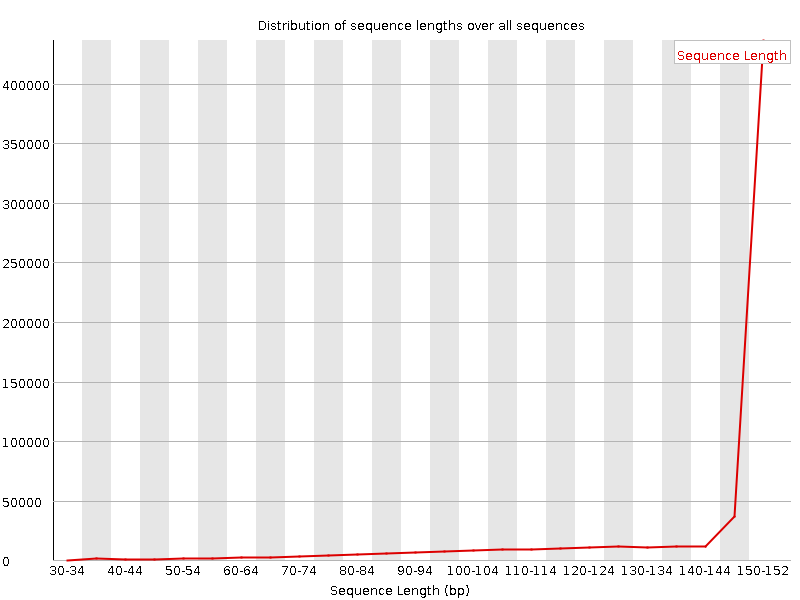 Distribution of sequence lengths over all sequences
Sequence Length
400000
350000
300000
250000
200000
150000
100000
50000
0
30-34 40-44 50-54 60-64 70-74 80-84 90-94 100-104 110-114 120-124 130-134 140-144 150-152
Sequence Length (bp)